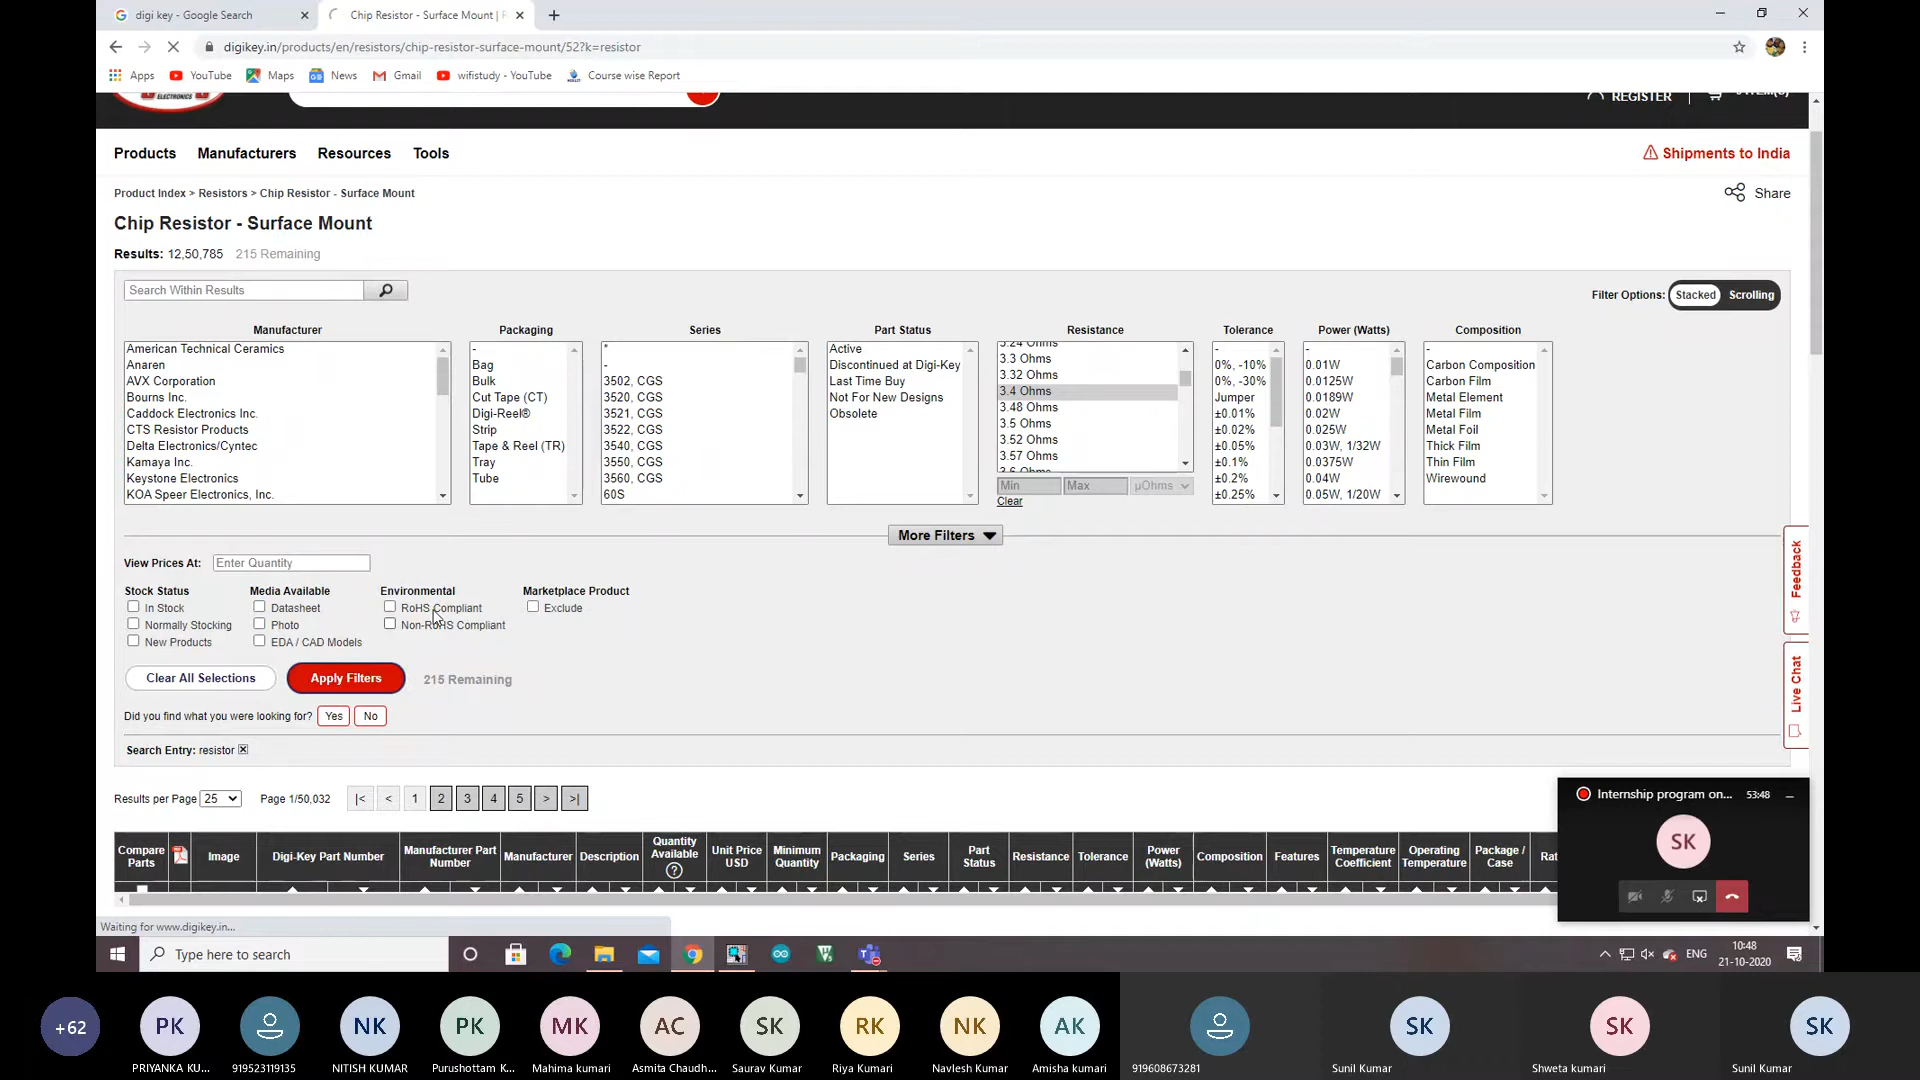 digi key - Google Search
Chip Resistor - Surface Mount | R
digikey.in/products/en/resistors/chip-resistor-surface-mount/52?k=resistor
Apps YouTube Maps News Gmail wifistudy - YouTube Course wise Report
ELECTRONICS
REGISTER
Products Manufacturers Resources Tools
Shipments to India
Product Index > Resistors > Chip Resistor - Surface Mount
Share
Chip Resistor - Surface Mount
Results: 12,50,785 215 Remaining
Search Within Results
Filter Options: Stacked Scrolling
Manufacturer
American Technical Ceramics
Anaren
AVX Corporation
Bourns Inc.
Caddock Electronics Inc.
CTS Resistor Products
Delta Electronics/Cyntec
Kamaya Inc.
Keystone Electronics
KOA Speer Electronics, Inc.
Packaging
-
Bag
Bulk
Cut Tape (CT)
Digi-Reel®
Strip
Tape & Reel (TR)
Tray
Tube
Series
*
-
3502, CGS
3520, CGS
3521, CGS
3522, CGS
3540, CGS
3550, CGS
3560, CGS
60S
Part Status
Active
Discontinued at Digi-Key
Last Time Buy
Not For New Designs
Obsolete
Resistance
3.24 Ohms
3.3 Ohms
3.32 Ohms
3.4 Ohms
3.48 Ohms
3.5 Ohms
3.52 Ohms
3.57 Ohms
3.6 Ohms
Min Max µOhms
Clear
Tolerance
-
0%, -10%
0%, -30%
Jumper
±0.01%
±0.02%
±0.05%
±0.1%
±0.2%
±0.25%
Power (Watts)
-
0.01W
0.0125W
0.0189W
0.02W
0.025W
0.03W, 1/32W
0.0375W
0.04W
0.05W, 1/20W
Composition
-
Carbon Composition
Carbon Film
Metal Element
Metal Film
Metal Foil
Thick Film
Thin Film
Wirewound
More Filters
View Prices At: Enter Quantity
Stock Status
In Stock
Normally Stocking
New Products
Media Available
Datasheet
Photo
EDA / CAD Models
Environmental
RoHS Compliant
Non-RoHS Compliant
Marketplace Product
Exclude
Clear All Selections Apply Filters 215 Remaining
Did you find what you were looking for? Yes No
Search Entry: resistor
Feedback
Live Chat
Results per Page 25 Page 1/50,032 |< < 1 2 3 4 5 > >|
Compare Parts
Image
Digi-Key Part Number
Manufacturer Part Number
Manufacturer
Description
Quantity Available ?
Unit Price USD
Minimum Quantity
Packaging
Series
Part Status
Resistance
Tolerance
Power (Watts)
Composition
Features
Temperature Coefficient
Operating Temperature
Package / Case
Rat
Internship program on... 53:48
SK
Waiting for www.digikey.in...
Type here to search
ENG
10:48
21-10-2020
+62 PK NK PK MK AC SK RK NK AK SK SK SK
PRIYANKA KU... 919523119135 NITISH KUMAR Purushottam K... Mahima kumari Asmita Chaudh... Saurav Kumar Riya Kumari Navlesh Kumar Amisha kumari 919608673281 Sunil Kumar Shweta kumari Sunil Kumar